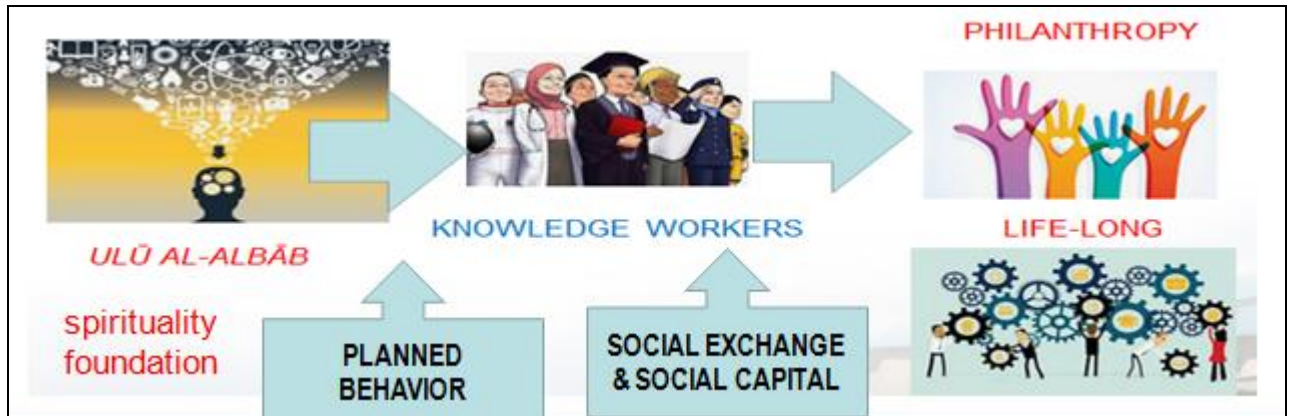 PHILANTHROPY
KNOWLEDGE WORKERS
LIFE-LONG
ULŪ AL-ALBĀB
spirituality
foundation
PLANNED
BEHAVIOR
SOCIAL EXCHANGE
& SOCIAL CAPITAL